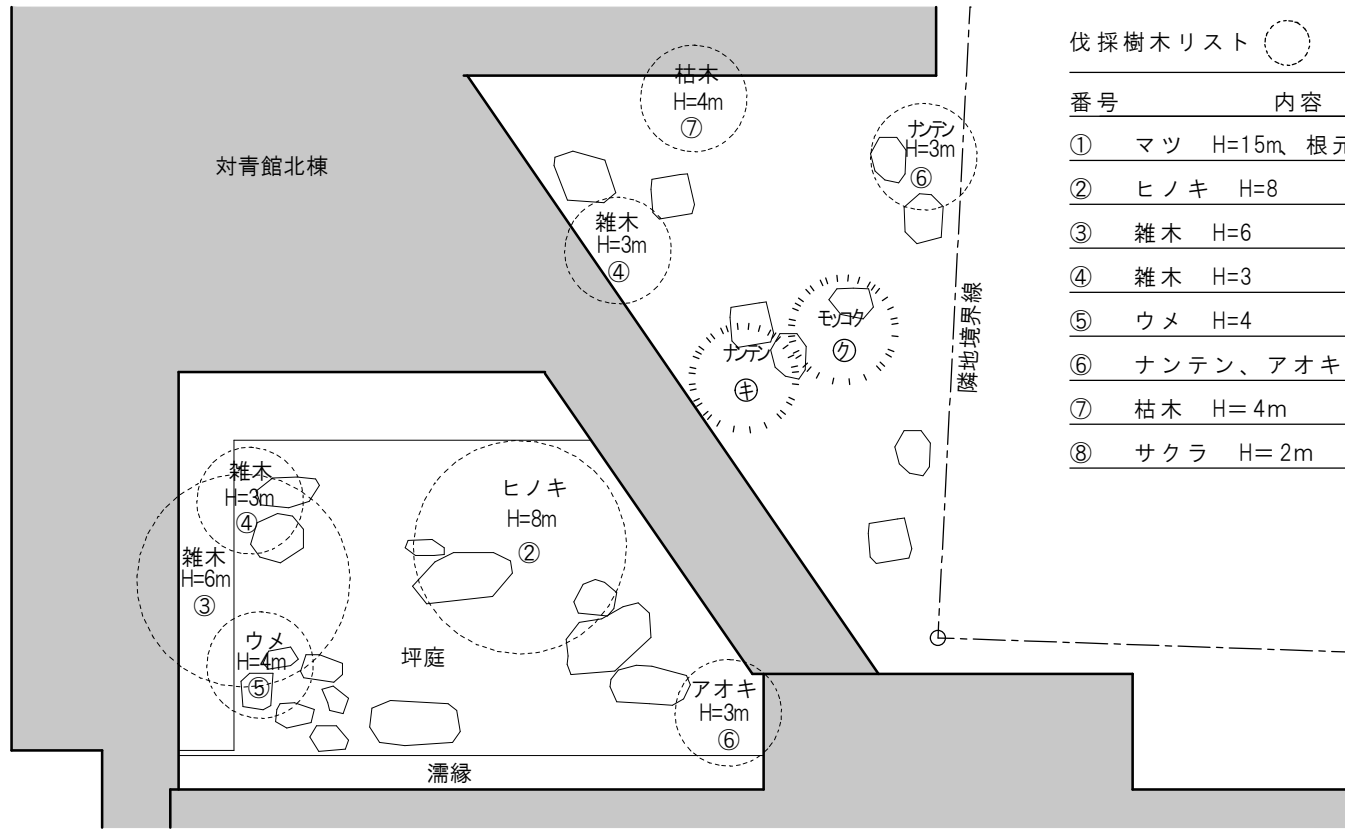 対青館北棟
枯木
H=4m
⑦
ナンテン
H=3m
⑥
雑木
H=3m
④
ナンテン
㋖
モッコク
㋗
隣地境界線
雑木
H=3m
④
雑木
H=6m
③
ウメ
H=4m
⑤
ヒノキ
H=8m
②
坪庭
アオキ
H=3m
⑥
濡縁
伐採樹木リスト
番号 内容
① マツ H=15m、根元
② ヒノキ H=8
③ 雑木 H=6
④ 雑木 H=3
⑤ ウメ H=4
⑥ ナンテン、アオキ
⑦ 枯木 H=4m
⑧ サクラ H=2m